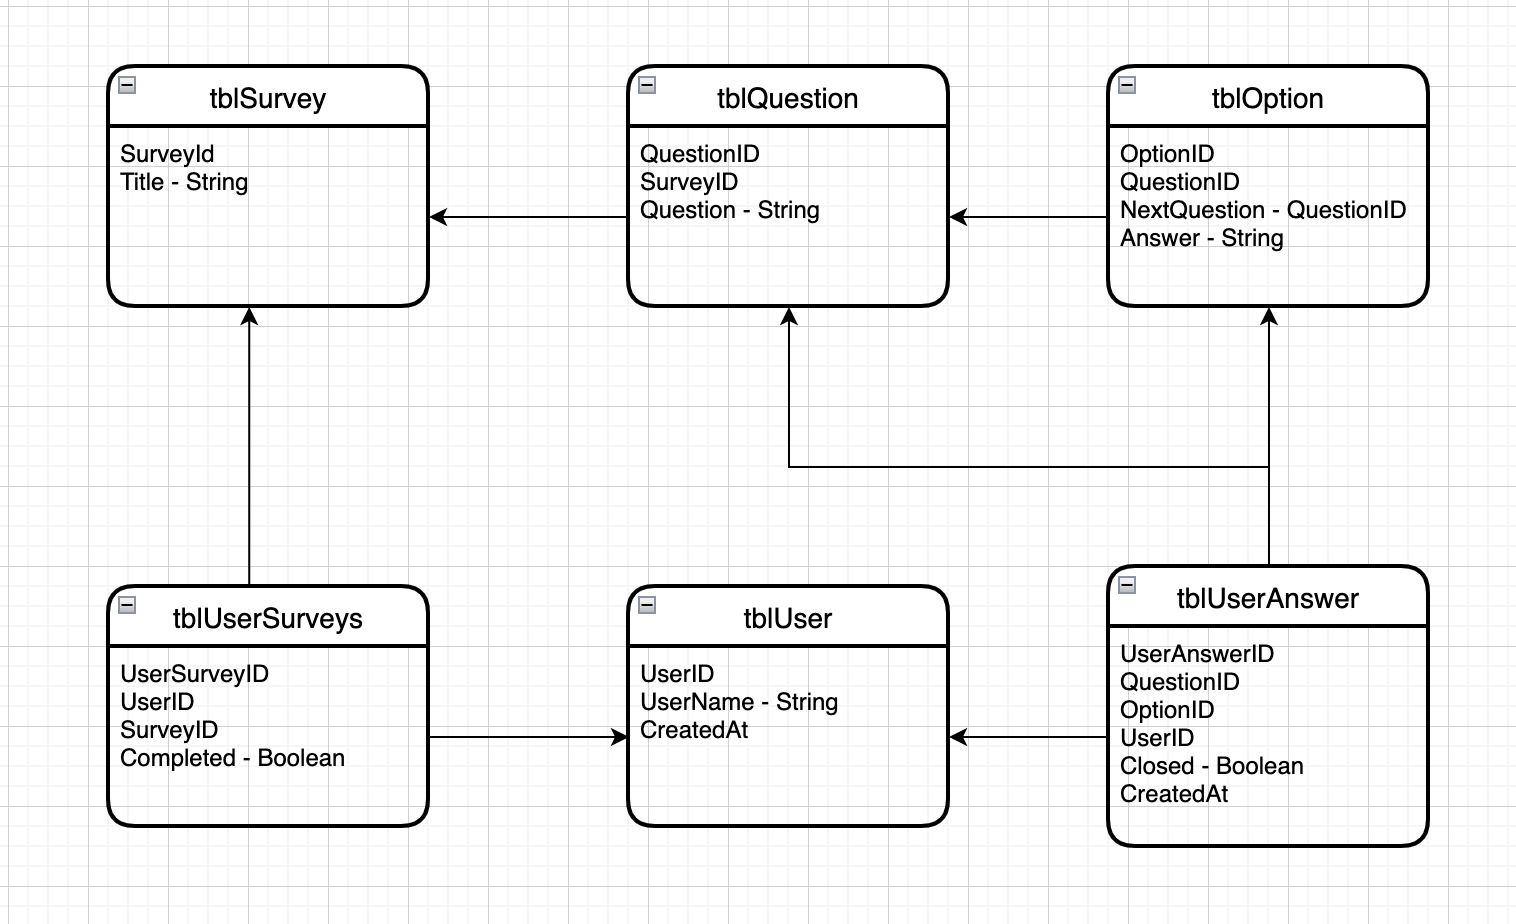 tblSurvey
SurveyId
Title - String
tblQuestion
QuestionID
SurveyID
Question - String
tblOption
OptionID
QuestionID
NextQuestion - QuestionID
Answer - String
tblUserSurveys
UserSurveyID
UserID
SurveyID
Completed - Boolean
tblUser
UserID
UserName - String
CreatedAt
tblUserAnswer
UserAnswerID
QuestionID
OptionID
UserID
Closed - Boolean
CreatedAt